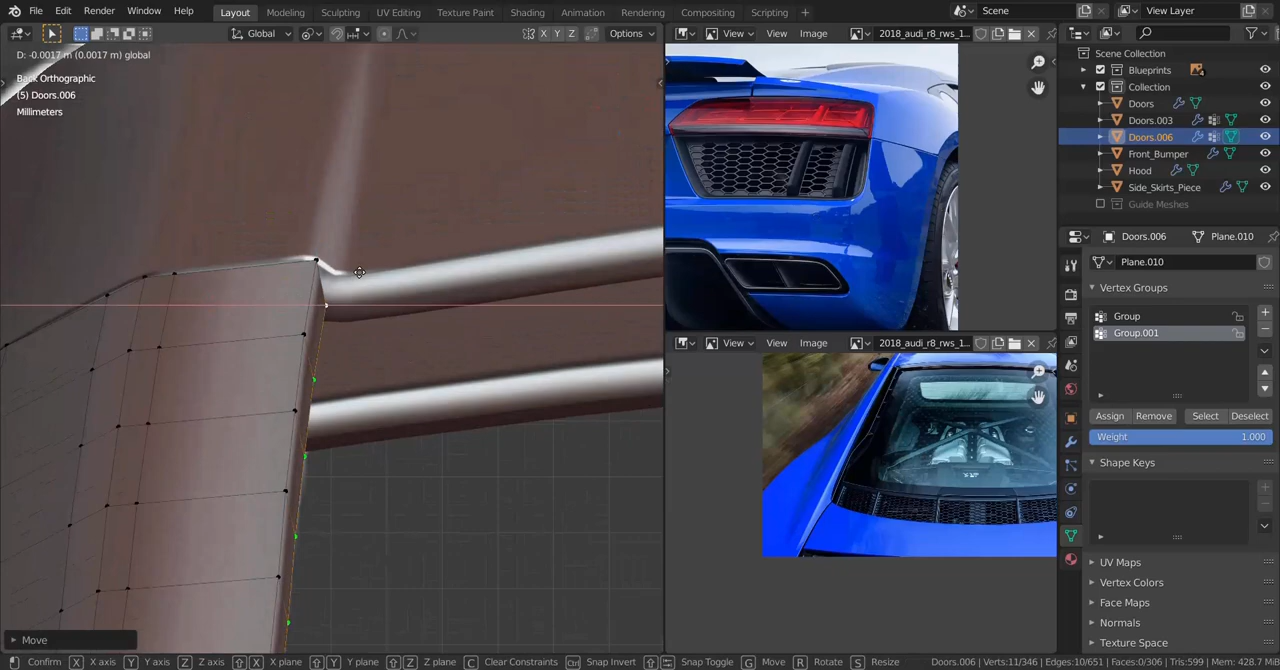 File Edit Render Window Help Layout Modeling Sculpting UV Editing Texture Paint Shading Animation Rendering Compositing Scripting + Scene View Layer
Global X Y Z Options View View Image 2018_audi_r8_rws_1...
D: -0.0017 m (0.0017 m) global
Back Orthographic
(5) Doors.006
Millimeters
Scene Collection
Blueprints 4
Collection
Doors
Doors.003
Doors.006
Front_Bumper
Hood
Side_Skirts_Piece
Guide Meshes
Doors.006 Plane.010
Plane.010
Vertex Groups
Group
Group.001
Assign Remove Select Deselect
Weight 1.000
Shape Keys
View View Image 2018_audi_r8_rws_1...
UV Maps
Vertex Colors
Face Maps
Normals
Texture Space
Move
Confirm X X axis Y Y axis Z Z axis X X plane Y Y plane Z Z plane C Clear Constraints Ctrl Snap Invert Snap Toggle G Move R Rotate S Resize Doors.006 | Verts:11/346 | Edges:10/651 | Faces:0/306 | Tris:599 | Mem: 428.7 M